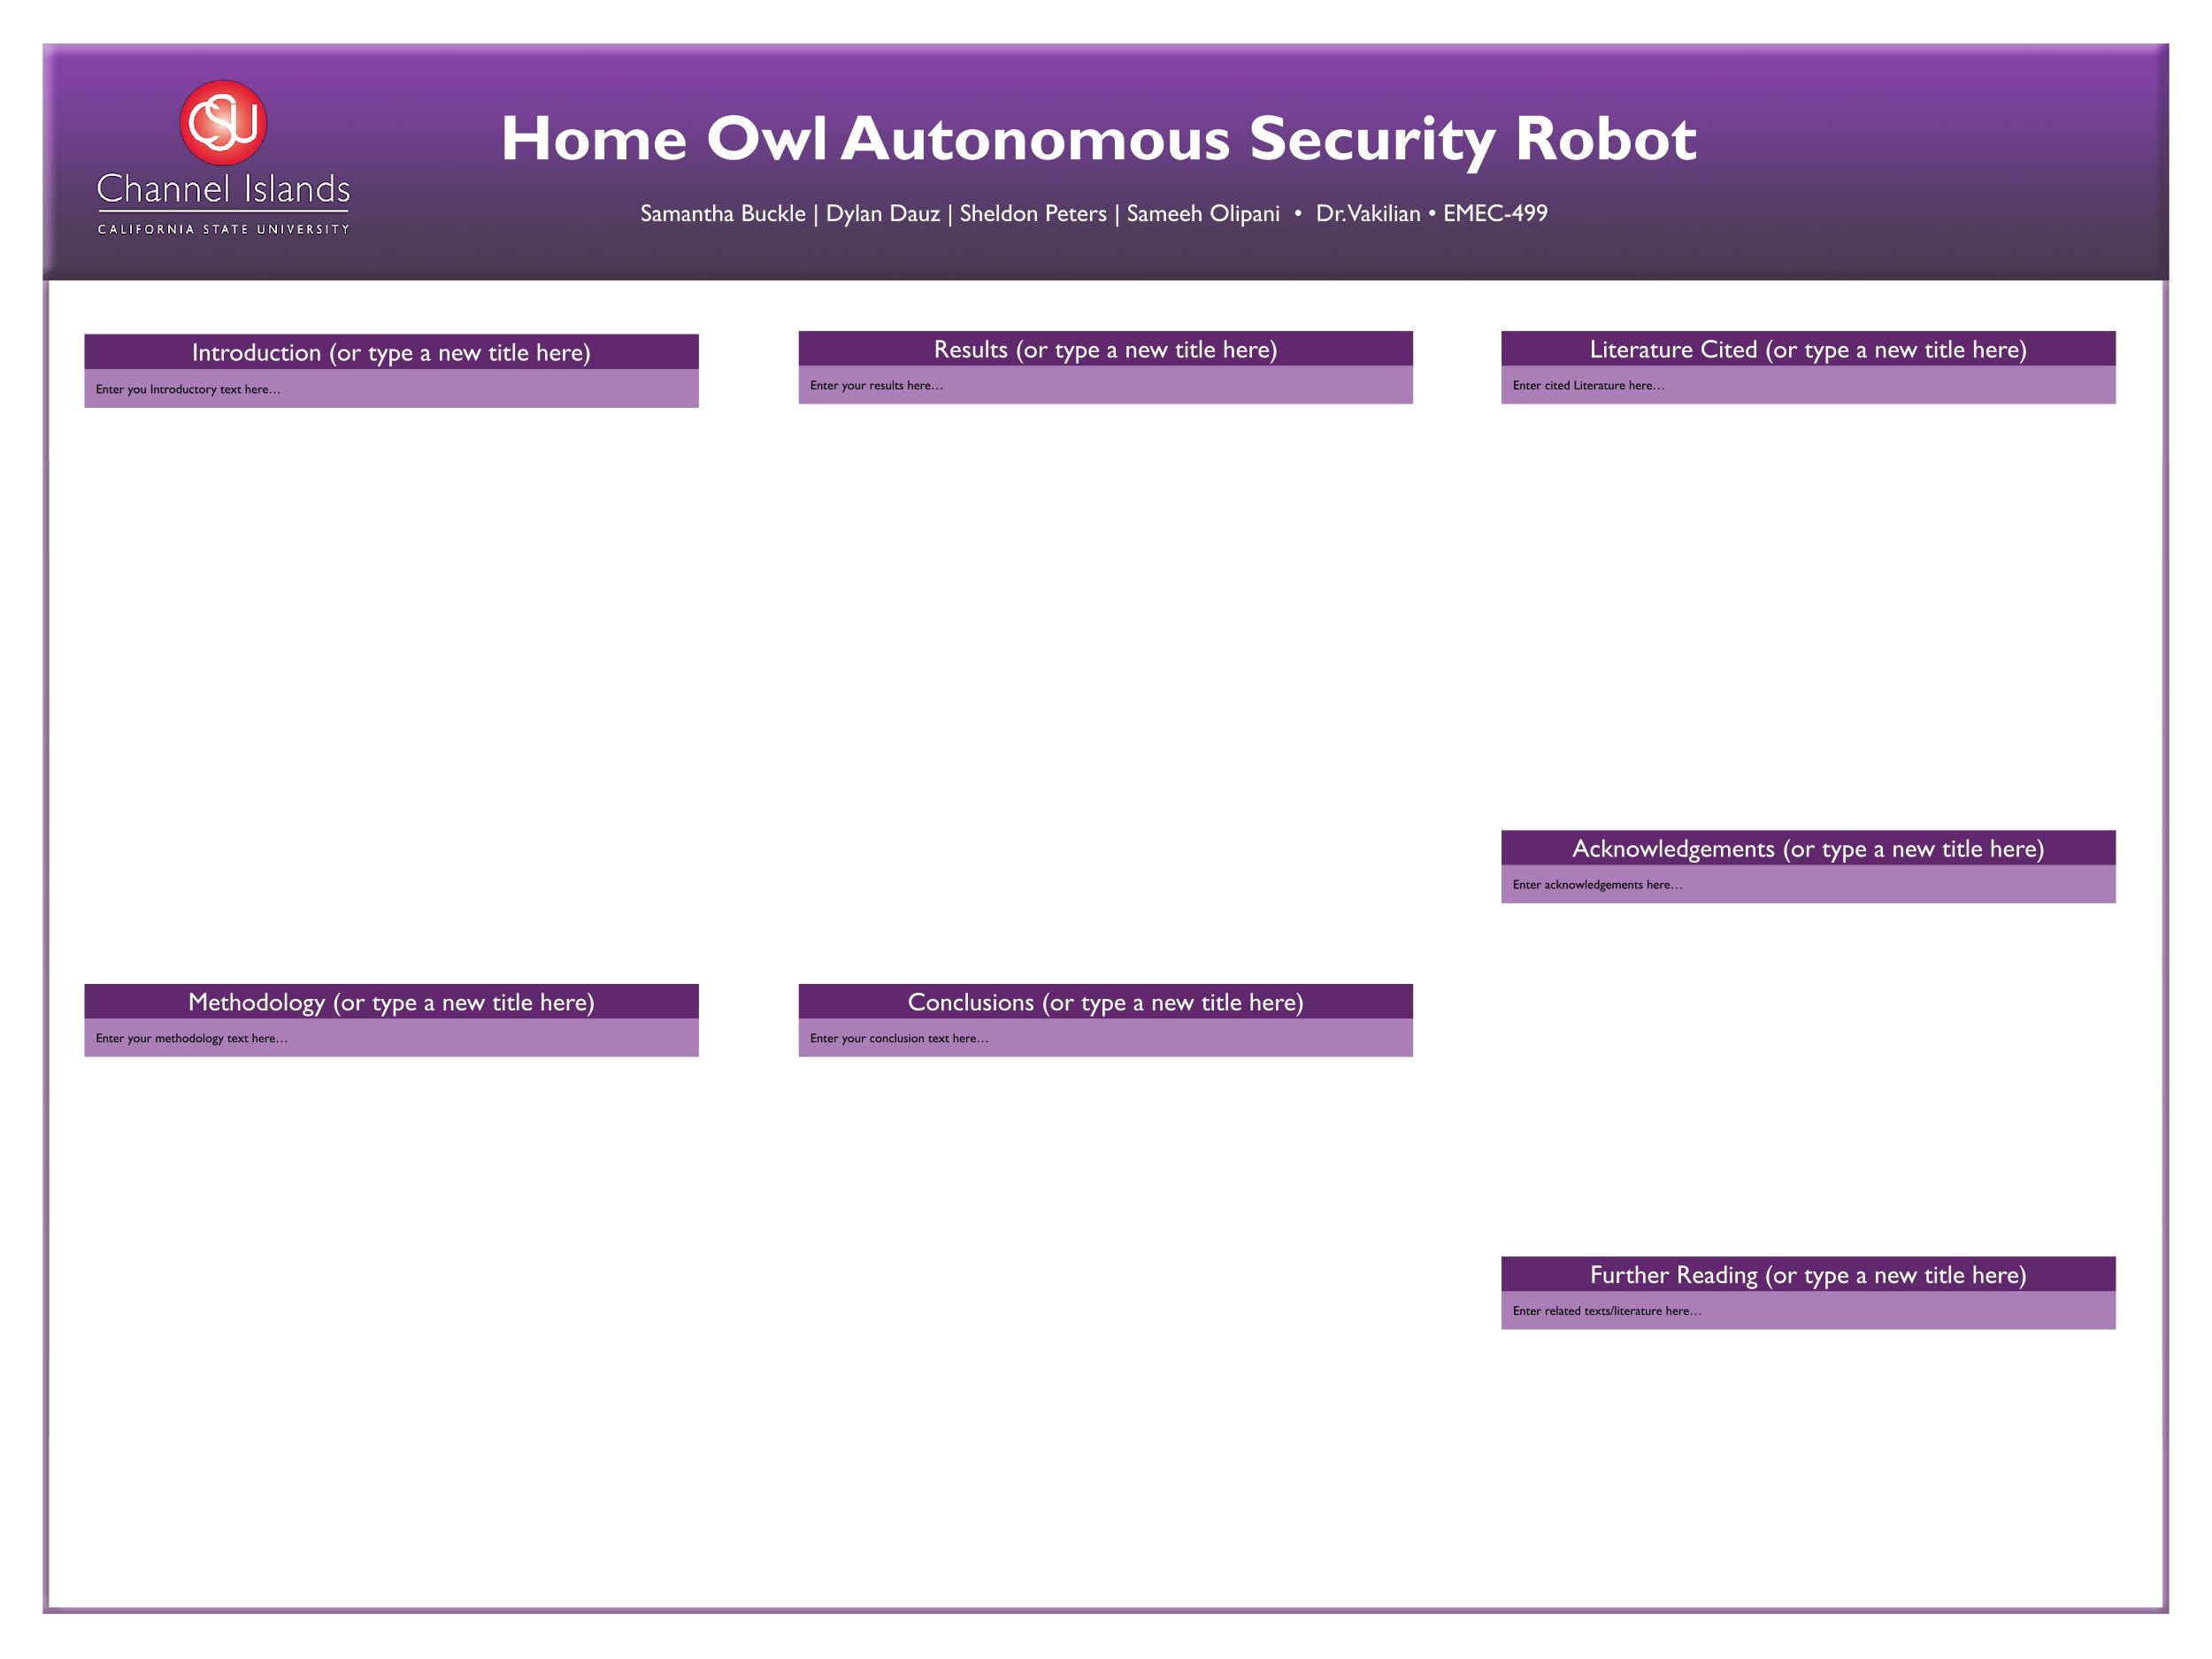 CSU
Channel Islands
CALIFORNIA STATE UNIVERSITY
Home Owl Autonomous Security Robot
Samantha Buckle | Dylan Dauz | Sheldon Peters | Sameeh Olipani • Dr. Vakilian • EMEC-499
Introduction (or type a new title here)
Enter you Introductory text here…
Methodology (or type a new title here)
Enter your methodology text here…
Results (or type a new title here)
Enter your results here…
Conclusions (or type a new title here)
Enter your conclusion text here…
Literature Cited (or type a new title here)
Enter cited Literature here…
Acknowledgements (or type a new title here)
Enter acknowledgements here…
Further Reading (or type a new title here)
Enter related texts/literature here…